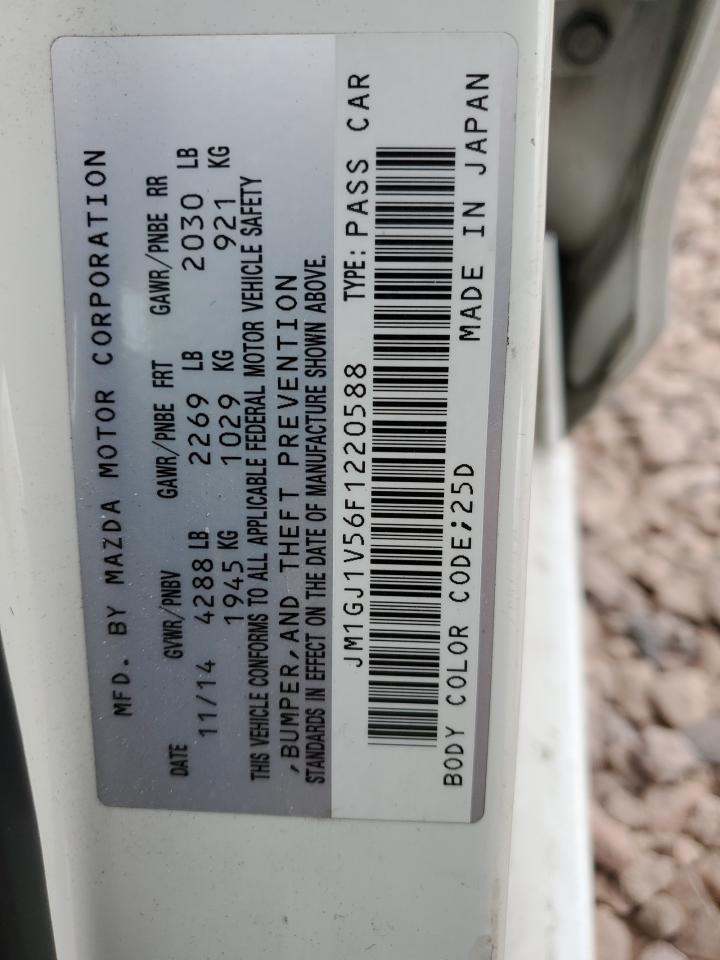 MFD. BY MAZDA MOTOR CORPORATION
DATE GVWR/PNBV GAWR/PNBE FRT GAWR/PNBE RR
11/14 4288 LB 2269 LB 2030 LB
1945 KG 1029 KG 921 KG
THIS VEHICLE CONFORMS TO ALL APPLICABLE FEDERAL MOTOR VEHICLE SAFETY
,BUMPER,AND THEFT PREVENTION
STANDARDS IN EFFECT ON THE DATE OF MANUFACTURE SHOWN ABOVE.
JM1GJ1V56F1220588 TYPE: PASS CAR
BODY COLOR CODE;25D MADE IN JAPAN